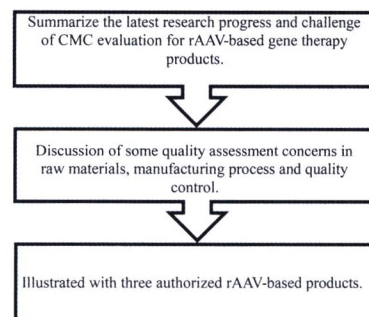 Summarize the latest research progress and challenge
of CMC evaluation for rAAV-based gene therapy
products.
Discussion of some quality assessment concerns in
raw materials, manufacturing process and quality
control.
Illustrated with three authorized rAAV-based products.